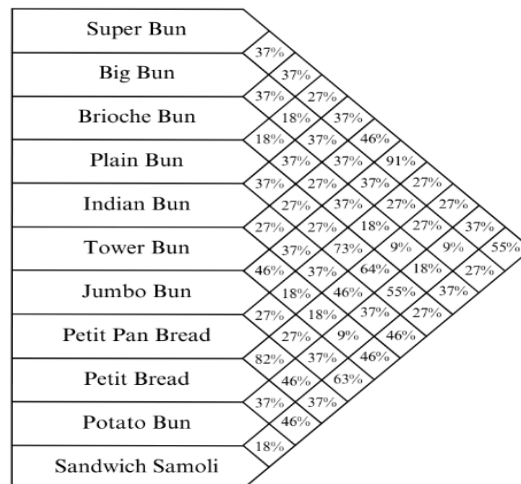 Super Bun
37%
Big Bun 37%
37% 27%
Brioche Bun 18% 37%
18% 37% 46%
Plain Bun 37% 37% 91%
37% 27% 37% 27%
Indian Bun 27% 37% 27% 27%
27% 27% 18% 27% 37%
Tower Bun 37% 73% 9% 9% 55%
46% 37% 64% 18% 27%
Jumbo Bun 18% 46% 55% 37%
27% 18% 37% 27%
Petit Pan Bread 27% 9% 46%
82% 37% 46%
Petit Bread 46% 63%
37% 37%
Potato Bun 46%
18%
Sandwich Samoli